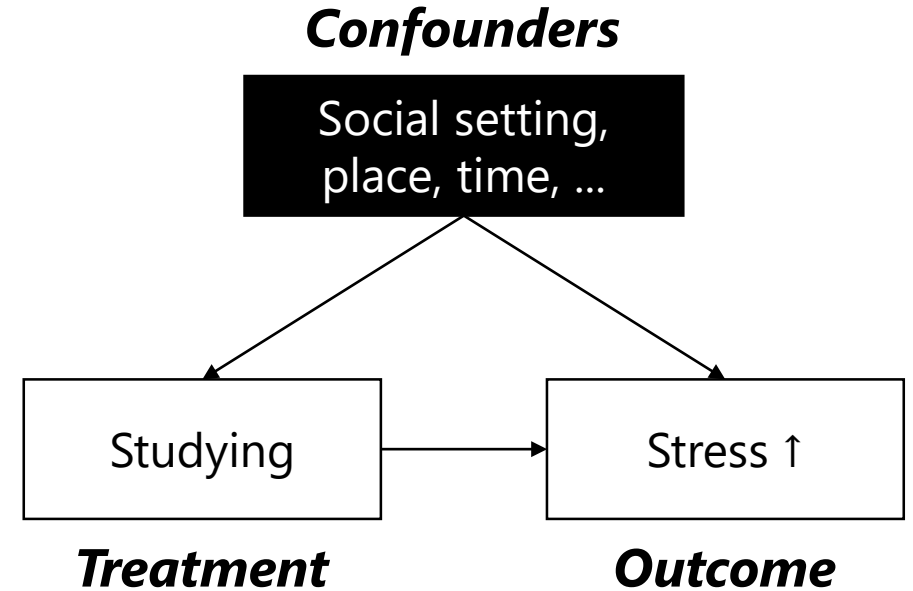 Confounders
Social setting,
place, time, ...
Studying
Stress ↑
Treatment
Outcome